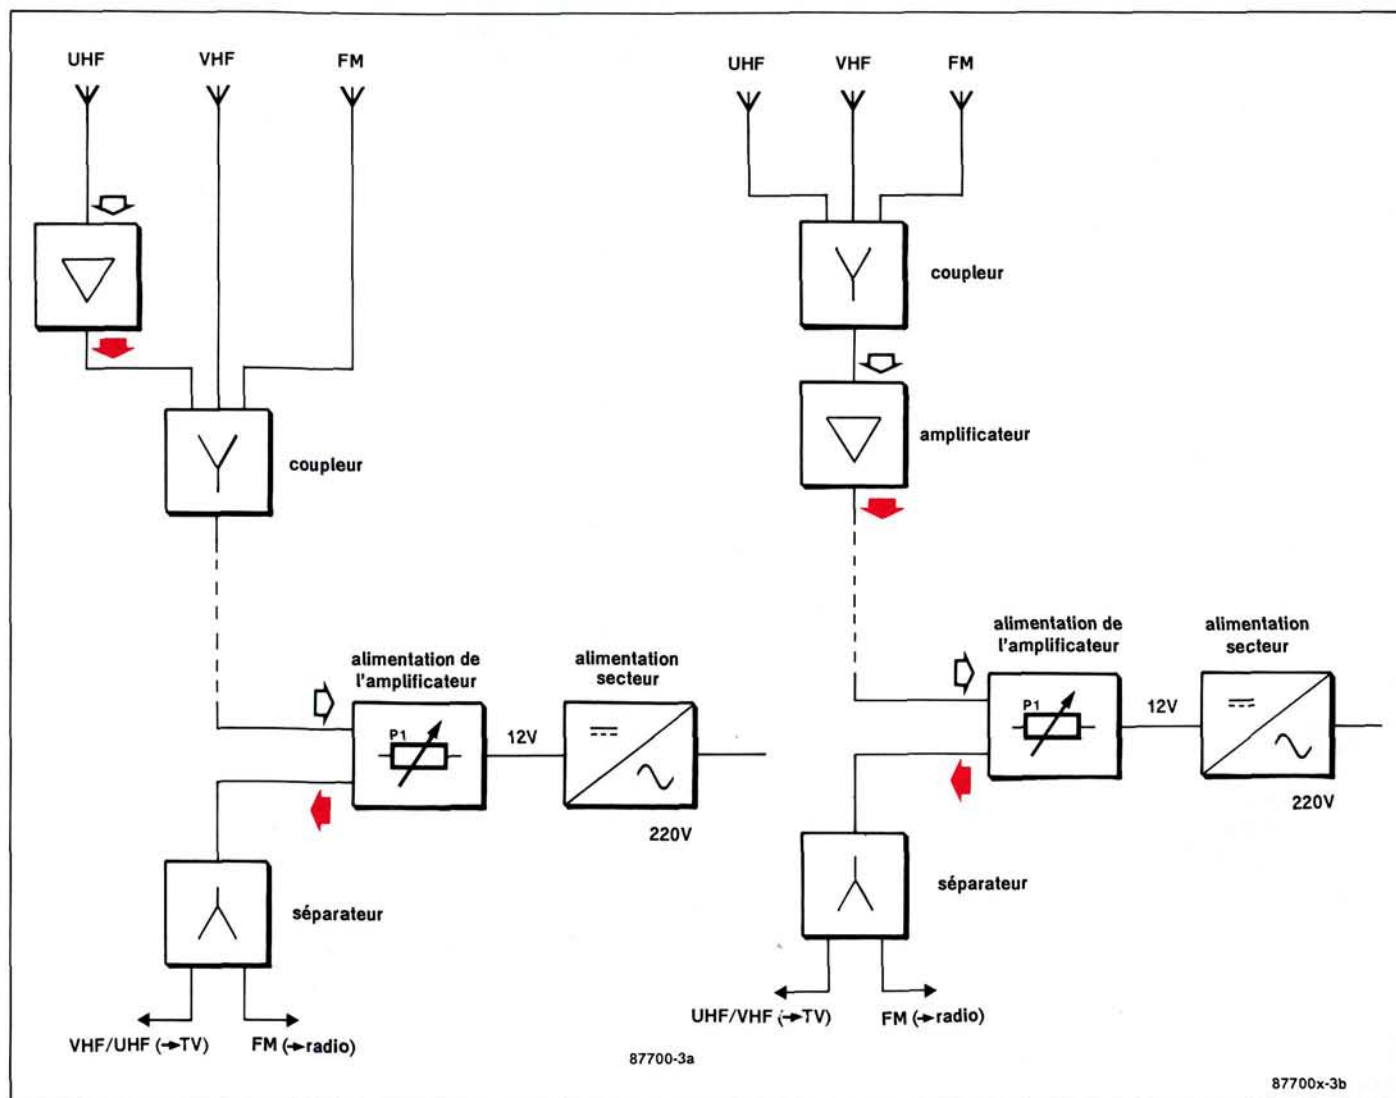 UHF VHF FM
coupleur
alimentation de
l'amplificateur
alimentation
secteur
P1
12V
220V
séparateur
VHF/UHF (→TV) FM (→radio)
87700-3a
UHF VHF FM
coupleur
amplificateur
alimentation de
l'amplificateur
alimentation
secteur
P1
12V
220V
séparateur
UHF/VHF (→TV) FM (→radio)
87700x-3b